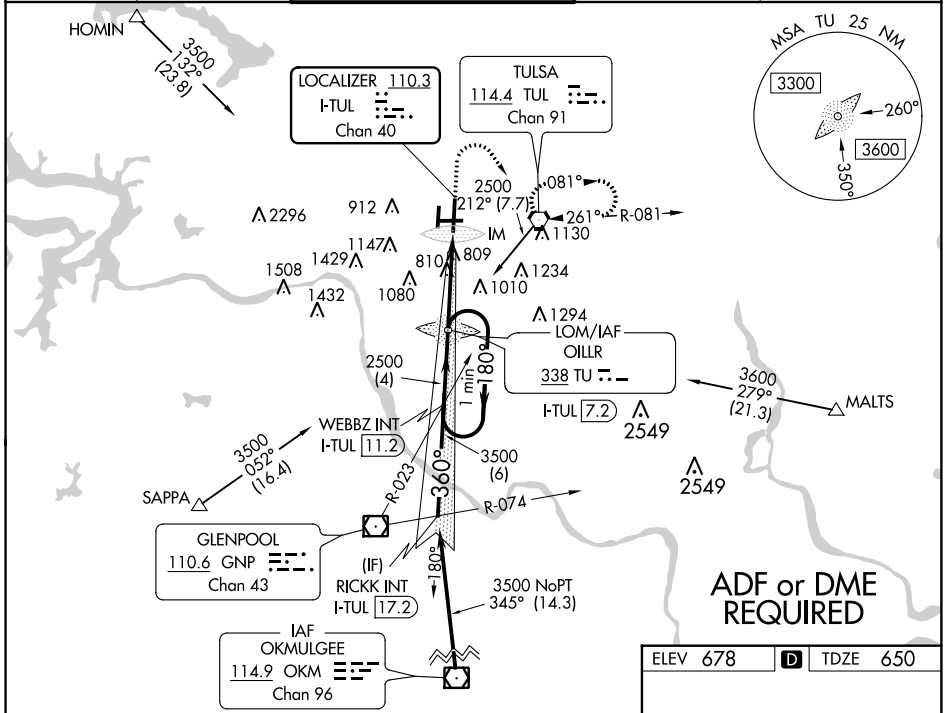 HOMIN
3500
132°
(23.8)
LOCALIZER 110.3
I-TUL
Chan 40
TULSA
114.4 TUL
Chan 91
MSA TU 25 NM
3300
260°
3600
350°
2500
212° (7.7)
081°
261°
R-081
IM
2296
912
1130
1147
1429
809
810
1234
1508
1432
1080
1010
1294
LOM/IAF
OILLR
338 TU
I-TUL 7.2
2500
(4)
1 min
180°
3600
279°
(21.3)
MALTS
2549
WEBBZ INT
I-TUL 11.2
3500
(6)
2549
3500
052°
(16.4)
SAPPA
R-023
360°
R-074
GLENPOOL
110.6 GNP
Chan 43
(IF)
RICKK INT
I-TUL 17.2
180°
3500 NoPT
345° (14.3)
ADF or DME
REQUIRED
IAF
OKMULGEE
114.9 OKM
Chan 96
ELEV 678 D TDZE 650